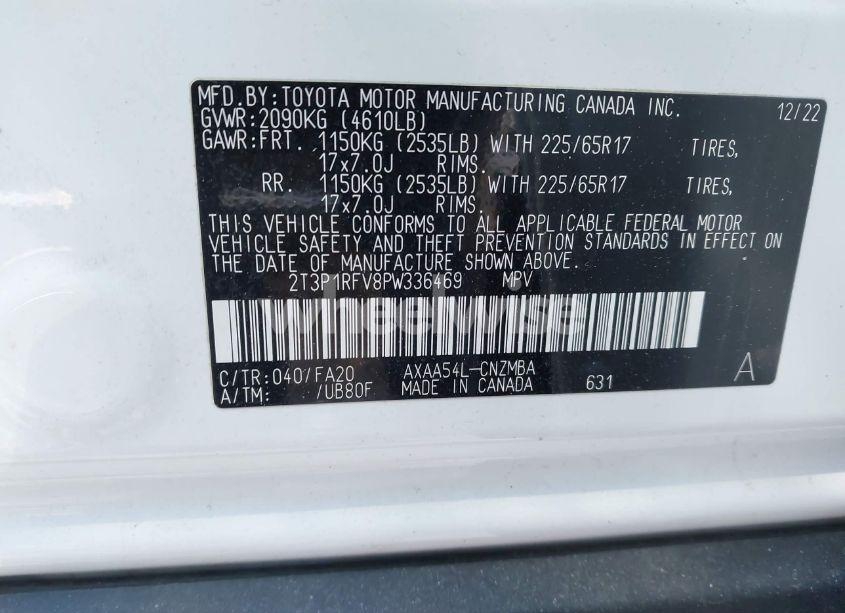 MFD.BY:TOYOTA MOTOR MANUFACTURING CANADA INC. 12/22
GVWR:2090KG (4610LB)
GAWR:FRT. 1150KG (2535LB) WITH 225/65R17 TIRES,
17x7.0J RIMS.
RR. 1150KG (2535LB) WITH 225/65R17 TIRES,
17x7.0J RIMS.
THIS VEHICLE CONFORMS TO ALL APPLICABLE FEDERAL MOTOR
VEHICLE SAFETY AND THEFT PREVENTION STANDARDS IN EFFECT ON
THE DATE OF MANUFACTURE SHOWN ABOVE.
2T3P1RFV8PW336469 MPV
wheelwise
C/TR:040/FA20 AXAA54L-CNZMBA A
A/TM: /UB80F MADE IN CANADA 631